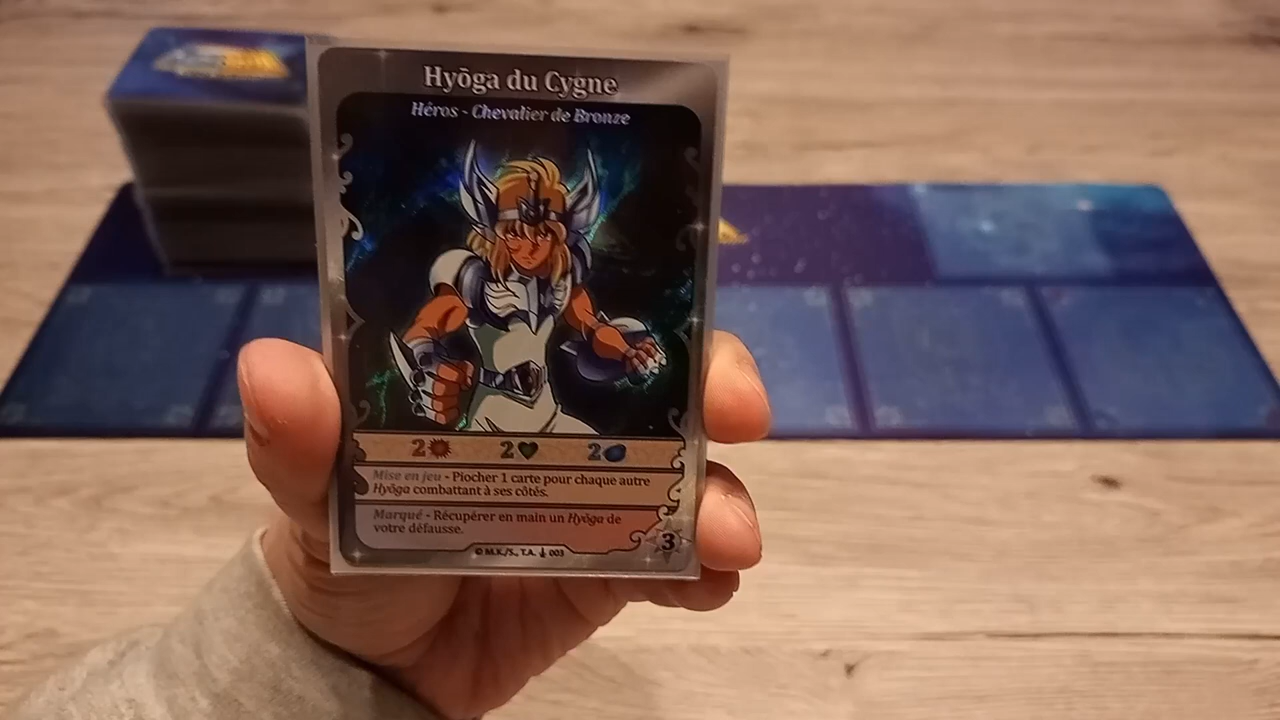 Hyōga du Cygne
Héros - Chevalier de Bronze
2 2 2
Mise en jeu - Piocher 1 carte pour chaque autre
Hyōga combattant à ses côtés.
Marqué - Récupérer en main un Hyōga de
votre défausse.
3
© M.K./S., T.A. 003